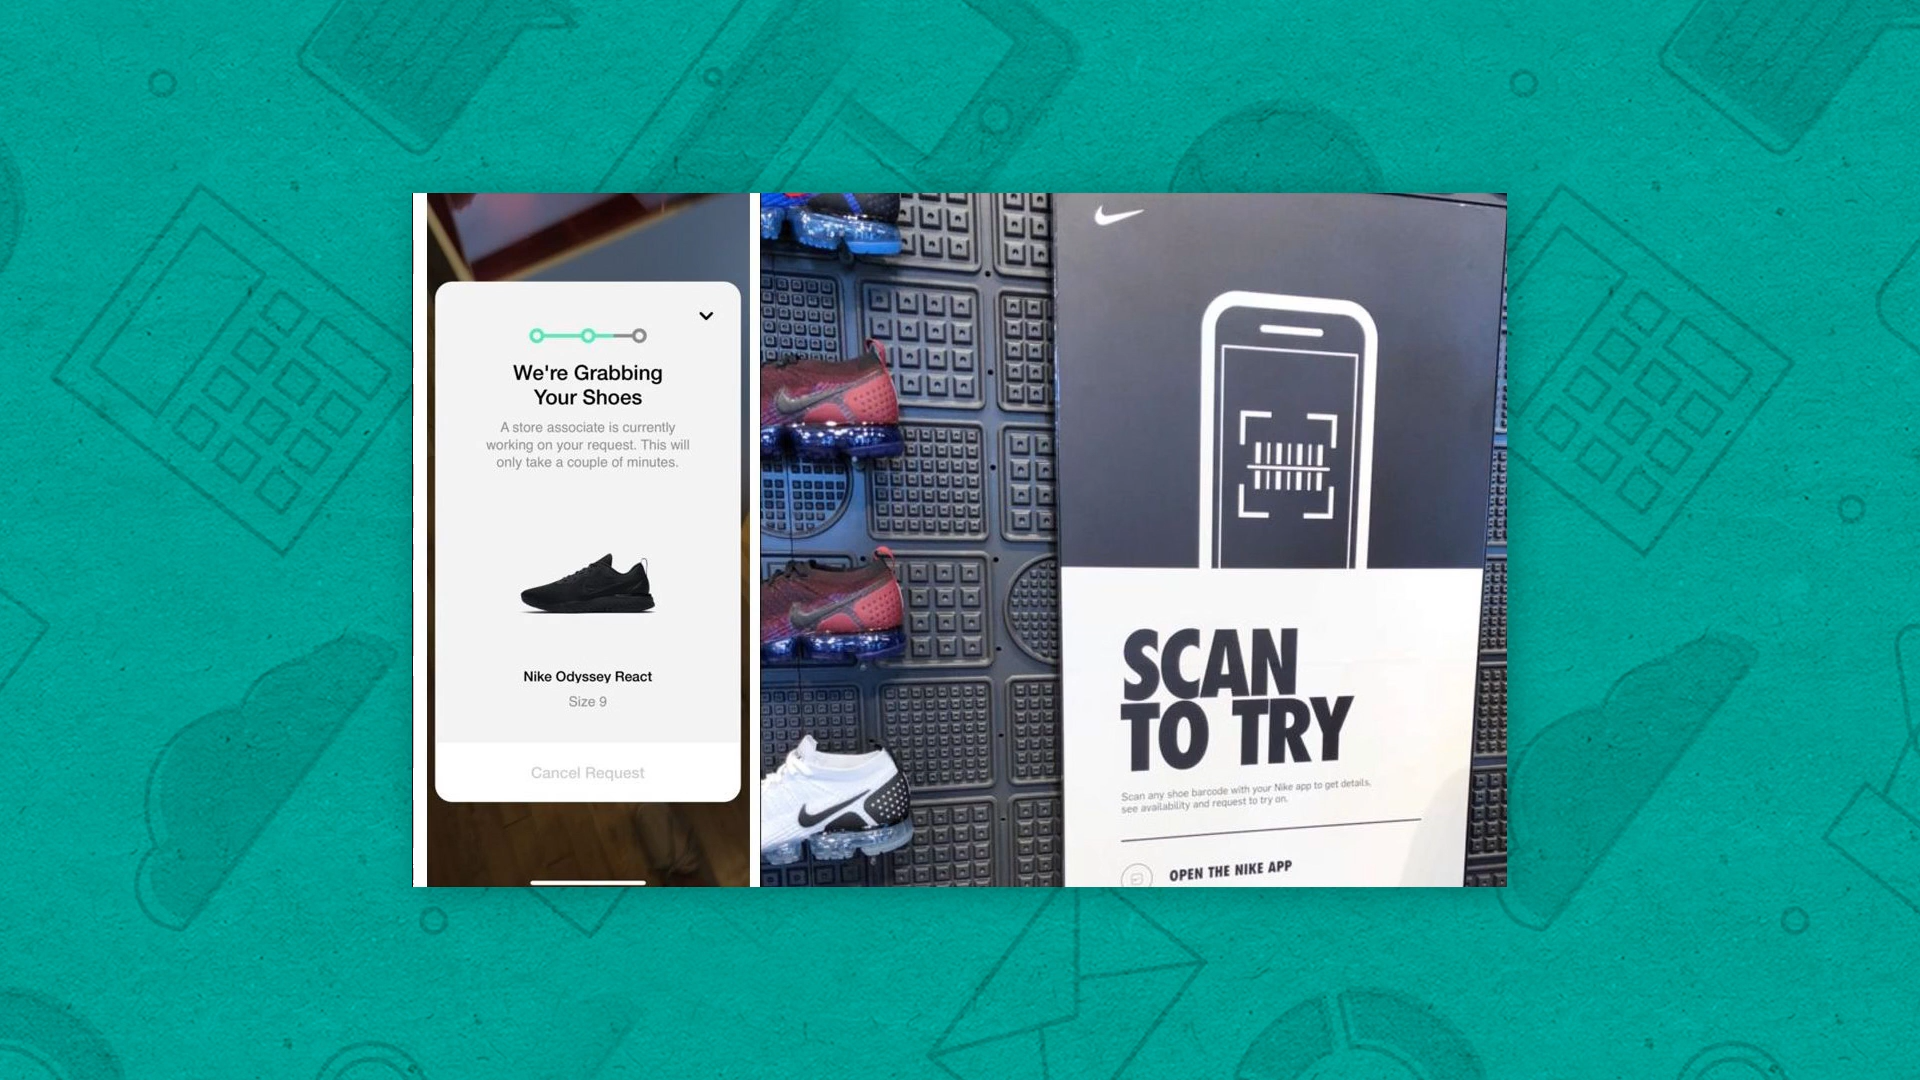 We're Grabbing
Your Shoes
A store associate is currently
working on your request. This will
only take a couple of minutes.
Nike Odyssey React
Size 9
Cancel Request
SCAN
TO TRY
Scan any shoe barcode with your Nike app to get details,
see availability and request to try on.
OPEN THE NIKE APP